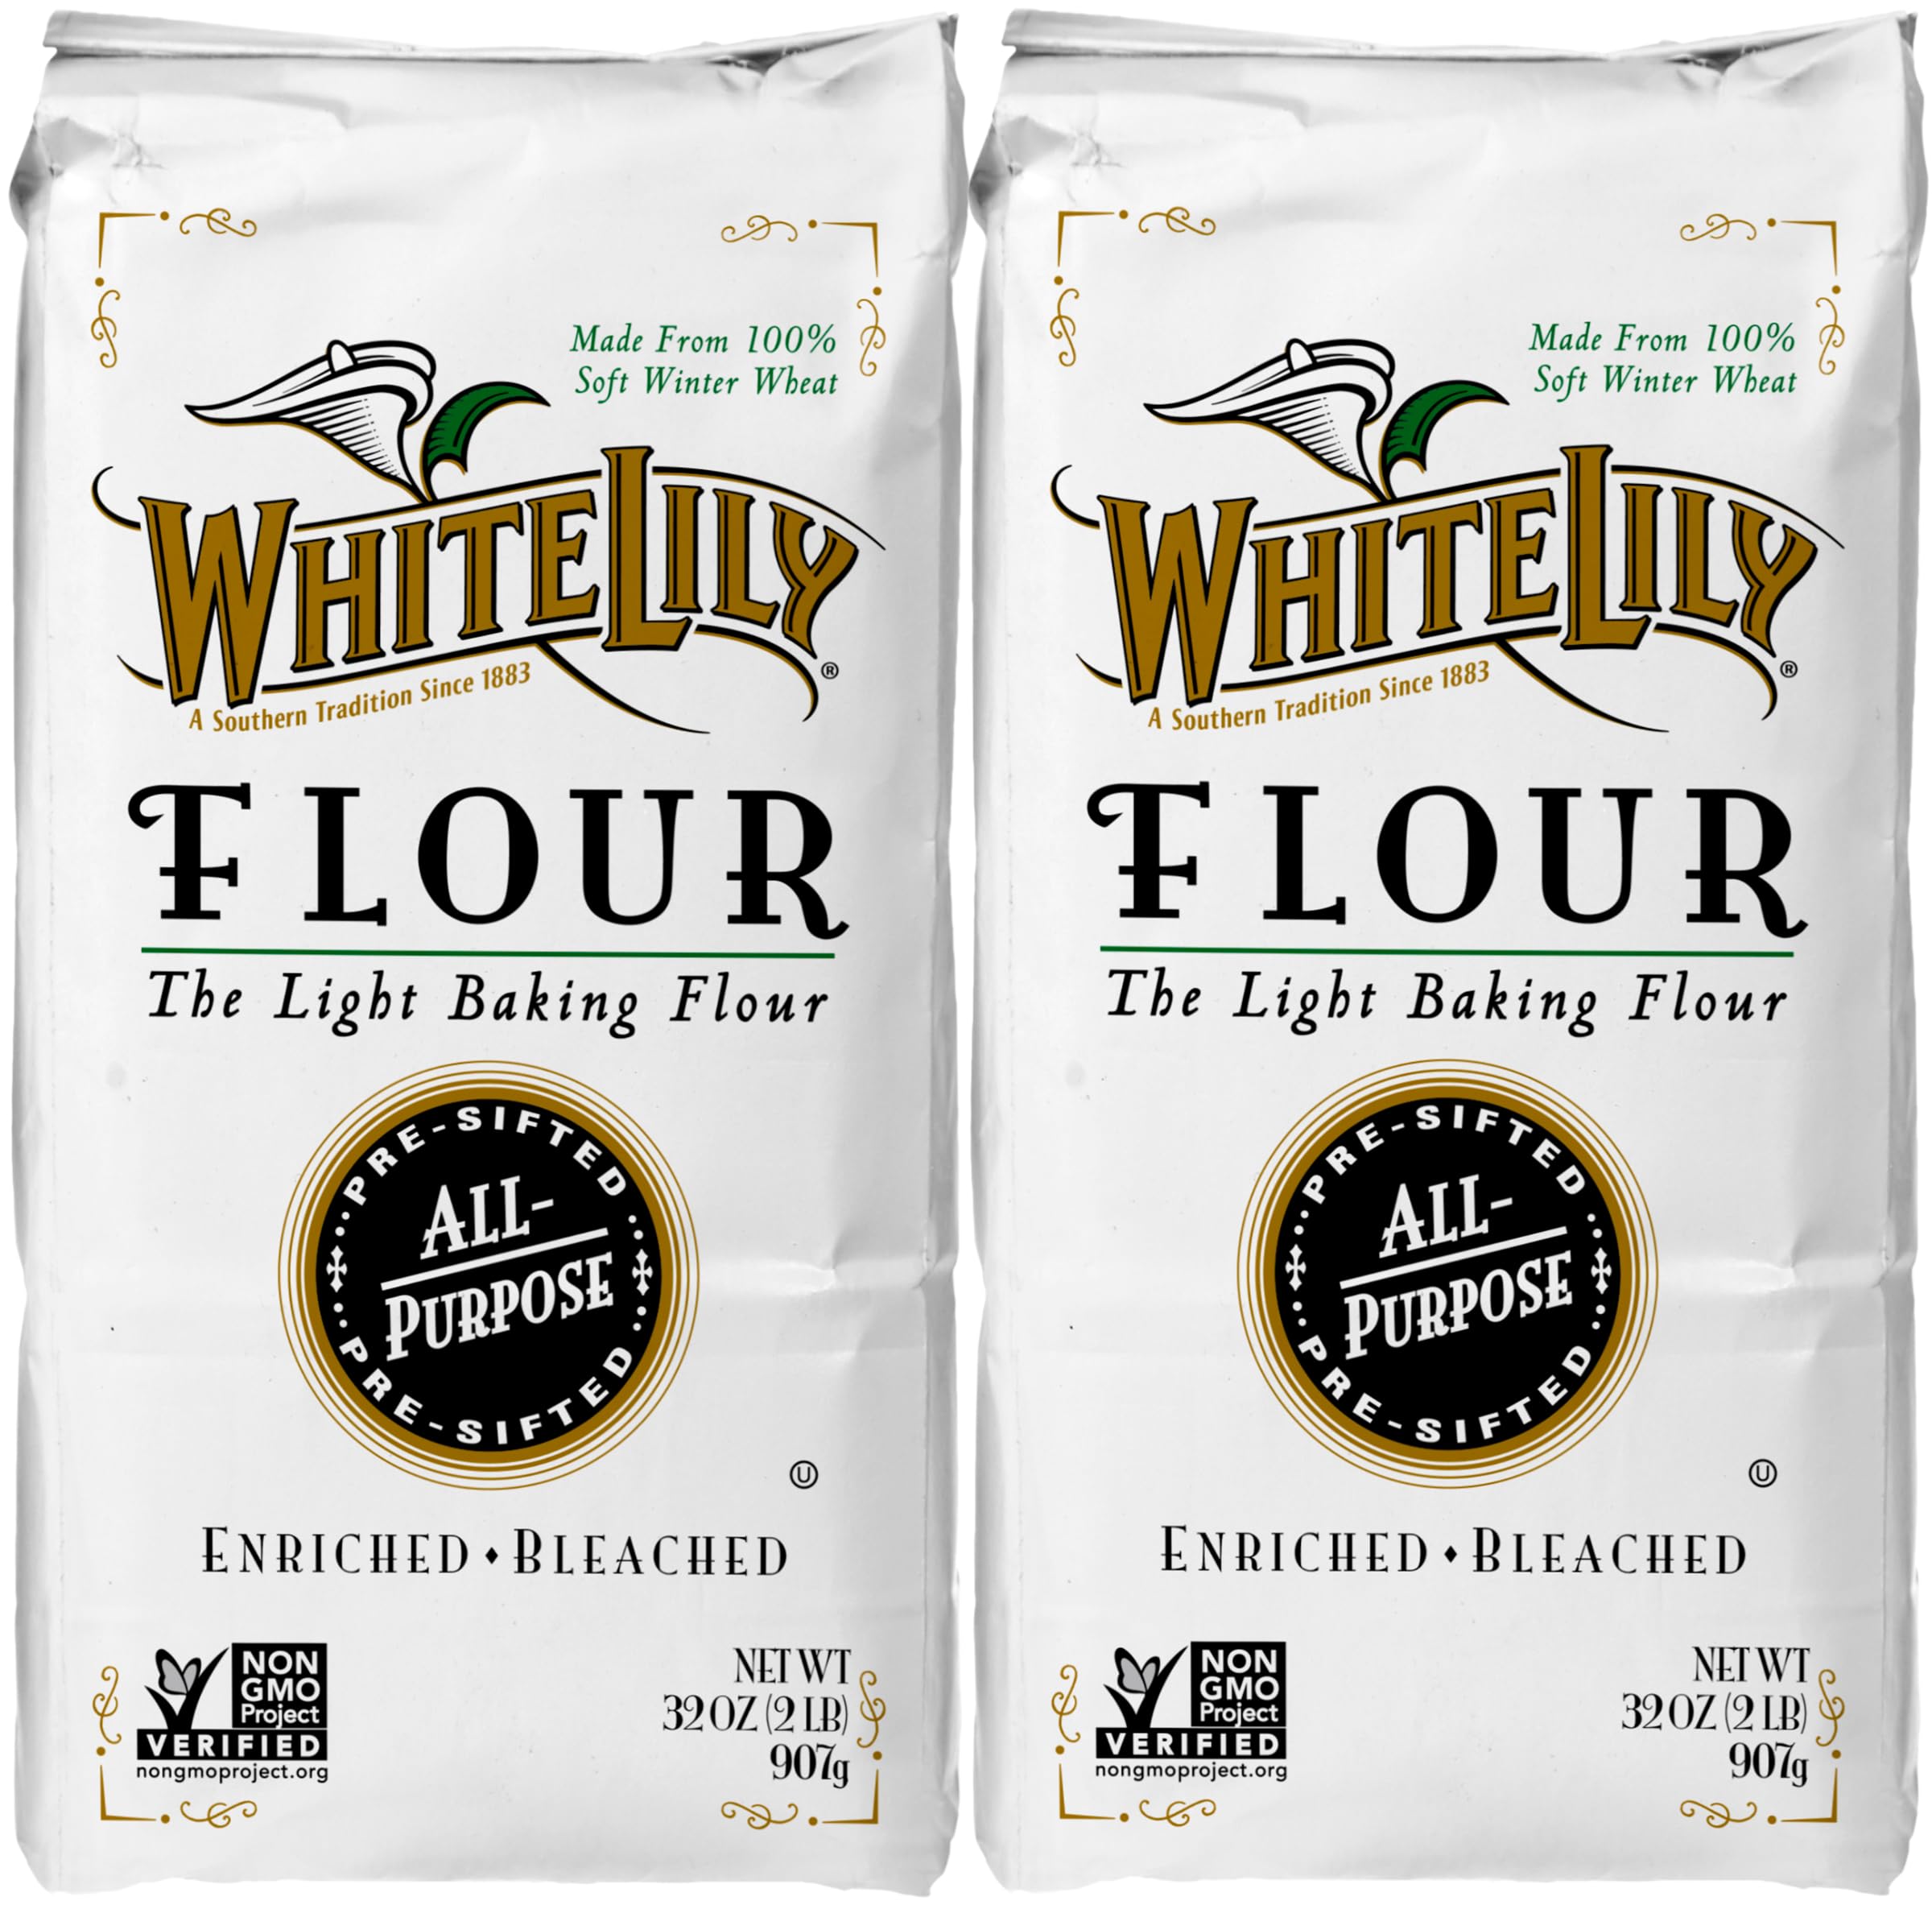 Made From 100%
Soft Winter Wheat
WHITE LILY®
A Southern Tradition Since 1883
FLOUR
The Light Baking Flour
PRE-SIFTED
ALL-
PURPOSE
PRE-SIFTED
U
ENRICHED ♦ BLEACHED
NON
GMO
Project
VERIFIED
nongmoproject.org
NET WT
32 OZ (2 LB)
907g
Made From 100%
Soft Winter Wheat
WHITE LILY®
A Southern Tradition Since 1883
FLOUR
The Light Baking Flour
PRE-SIFTED
ALL-
PURPOSE
PRE-SIFTED
U
ENRICHED ♦ BLEACHED
NON
GMO
Project
VERIFIED
nongmoproject.org
NET WT
32 OZ (2 LB)
907g